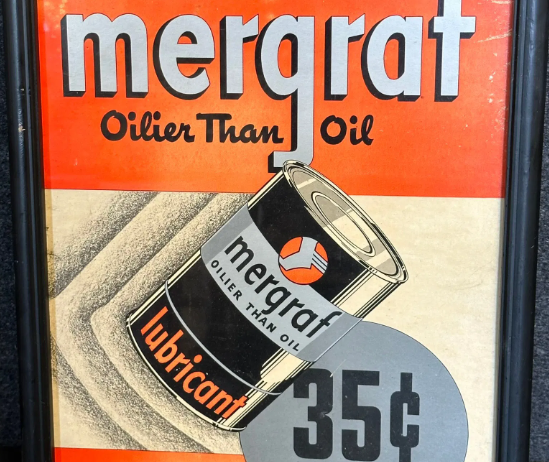 mergraf
Oilier Than Oil
mergraf
OILIER THAN OIL
lubricant
35¢